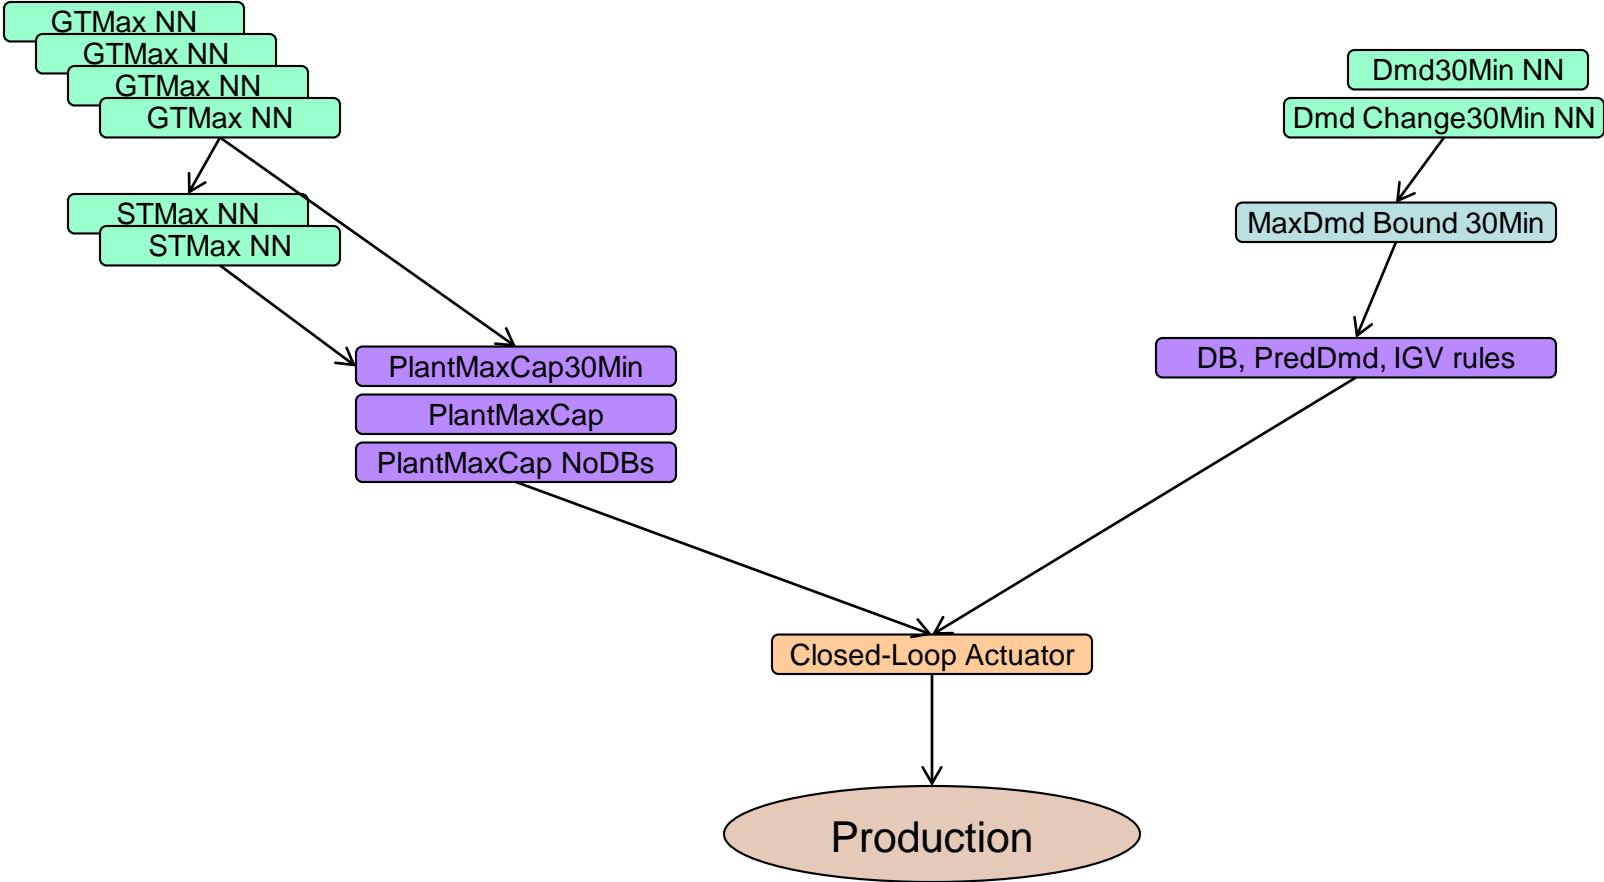 GTMax NN
GTMax NN
GTMax NN
GTMax NN
STMax NN
STMax NN
PlantMaxCap30Min
PlantMaxCap
PlantMaxCap NoDBs
Dmd30Min NN
Dmd Change30Min NN
MaxDmd Bound 30Min
DB, PredDmd, IGV rules
Closed-Loop Actuator
Production